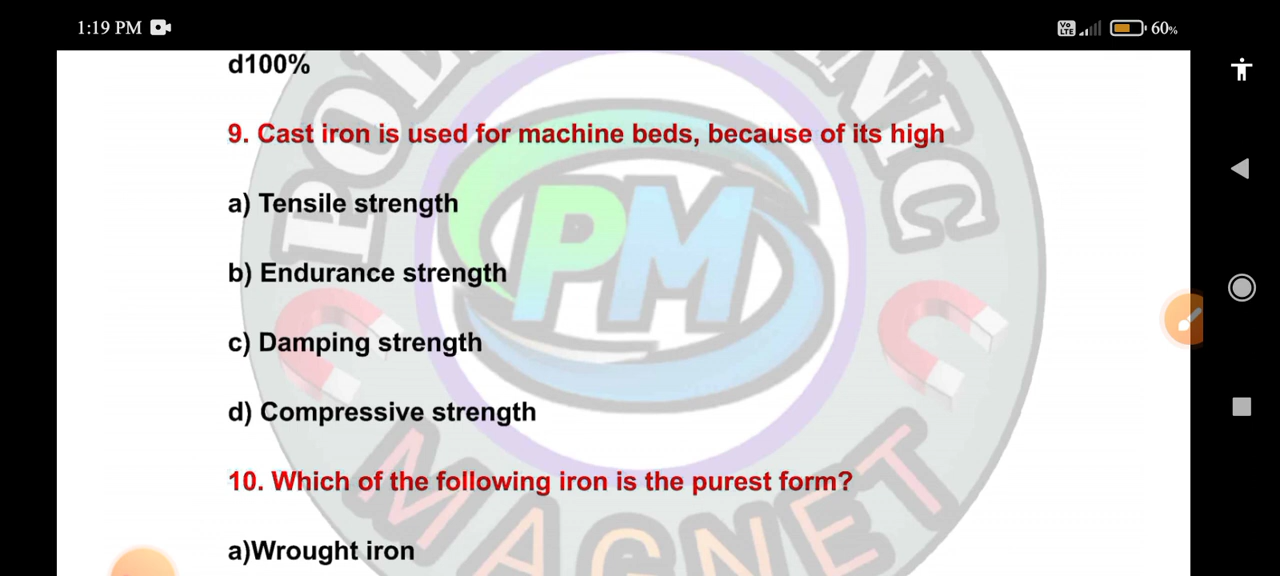 1:19 PM
Vo LTE
60%
d100%
9. Cast iron is used for machine beds, because of its high
a) Tensile strength
b) Endurance strength
c) Damping strength
d) Compressive strength
10. Which of the following iron is the purest form?
a)Wrought iron
PM
MAGNET